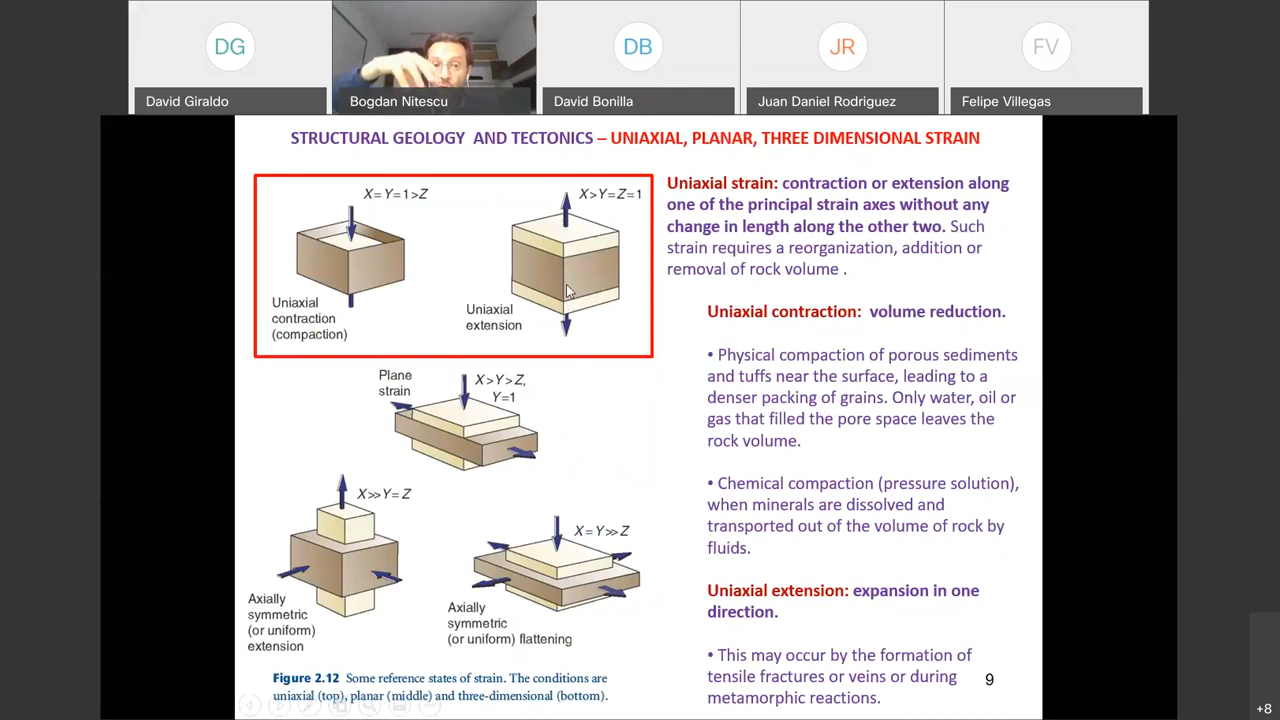 DG
DB
JR
FV
David Giraldo
Bogdan Nitescu
David Bonilla
Juan Daniel Rodriguez
Felipe Villegas
STRUCTURAL GEOLOGY AND TECTONICS – UNIAXIAL, PLANAR, THREE DIMENSIONAL STRAIN
X=Y=1>Z
Uniaxial
contraction
(compaction)
X>Y=Z=1
Uniaxial
extension
Plane
strain
X>Y>Z,
Y=1
X>>Y=Z
Axially
symmetric
(or uniform)
extension
X=Y>>Z
Axially
symmetric
(or uniform) flattening
Figure 2.12 Some reference states of strain. The conditions are
uniaxial (top), planar (middle) and three-dimensional (bottom).
Uniaxial strain: contraction or extension along
one of the principal strain axes without any
change in length along the other two. Such
strain requires a reorganization, addition or
removal of rock volume .
Uniaxial contraction: volume reduction.
• Physical compaction of porous sediments
and tuffs near the surface, leading to a
denser packing of grains. Only water, oil or
gas that filled the pore space leaves the
rock volume.
• Chemical compaction (pressure solution),
when minerals are dissolved and
transported out of the volume of rock by
fluids.
Uniaxial extension: expansion in one
direction.
• This may occur by the formation of
tensile fractures or veins or during
metamorphic reactions.
9
+8